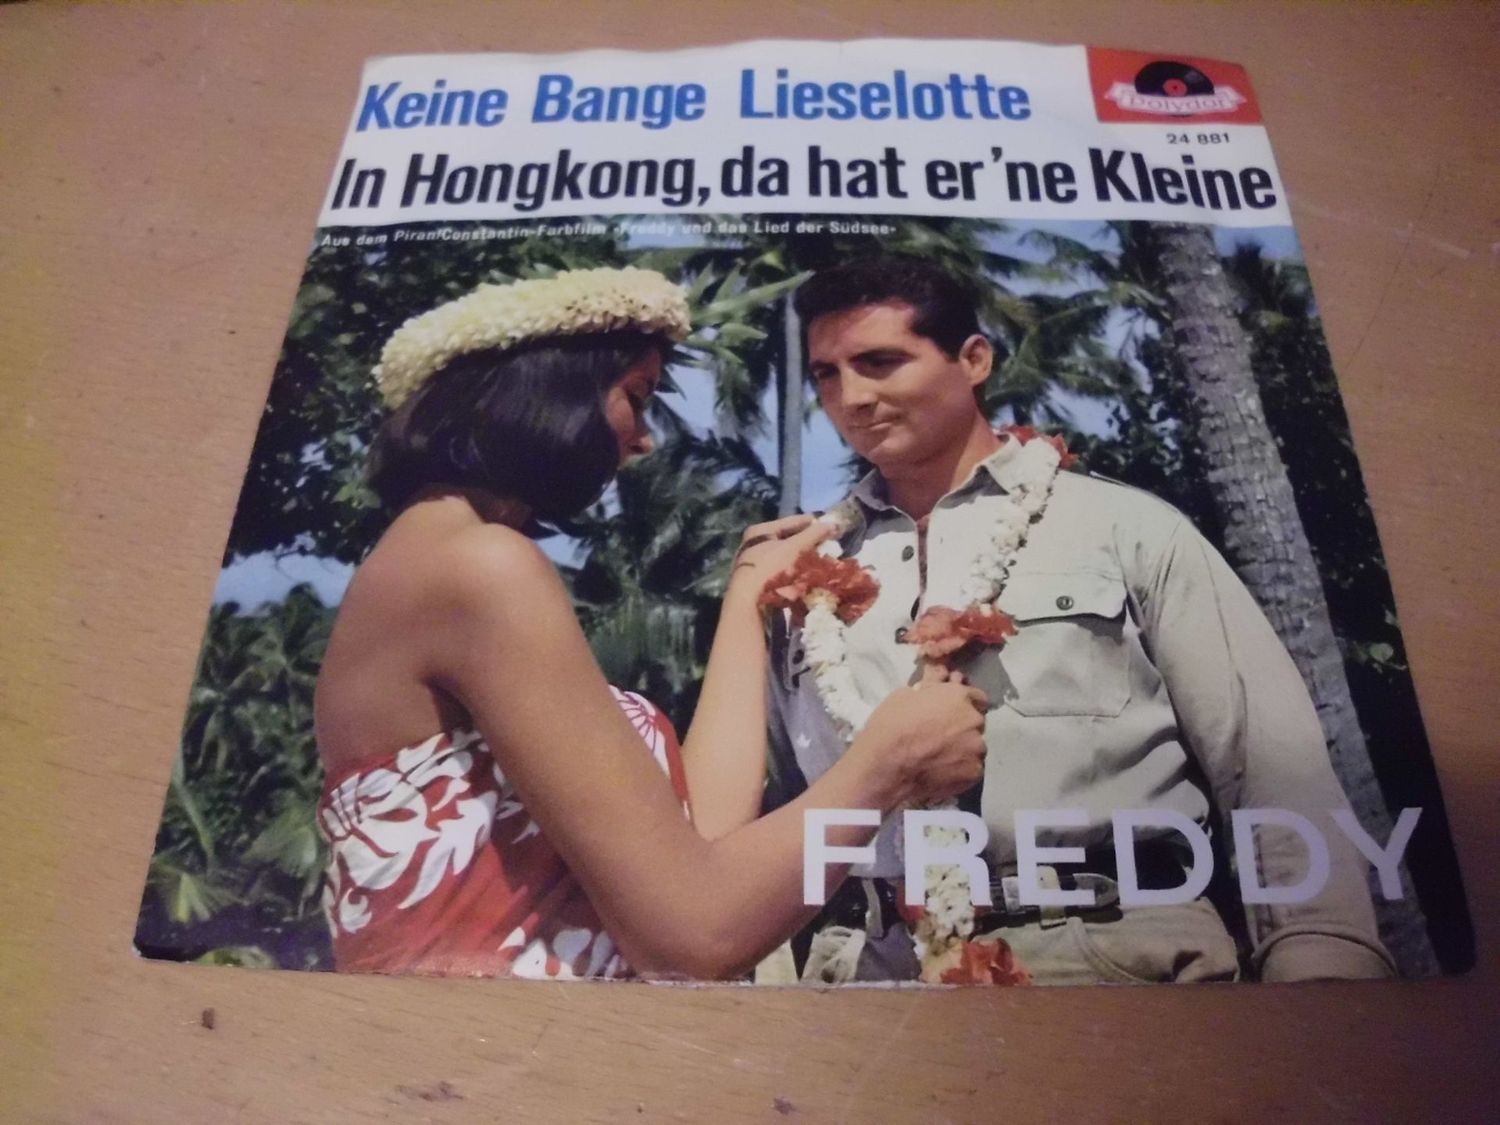 Keine Bange Lieselotte
Polydor
24 881
In Hongkong, da hat er 'ne Kleine
Aus dem Piran/Constantin-Farbfilm »Freddy und das Lied der Südsee«
FREDDY